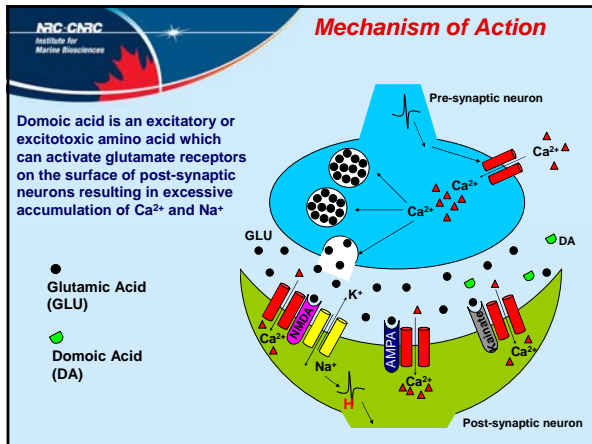 NRC-CNRC
Institute for
Marine Biosciences
Mechanism of Action
Domoic acid is an excitatory or
excitotoxic amino acid which
can activate glutamate receptors
on the surface of post-synaptic
neurons resulting in excessive
accumulation of Ca²⁺ and Na⁺
Pre-synaptic neuron
Ca²⁺
Ca²⁺
Ca²⁺
GLU
DA
Glutamic Acid
(GLU)
Domoic Acid
(DA)
K⁺
NMDA
AMPA
Kainate
Ca²⁺
Na⁺
Ca²⁺
Ca²⁺
H
Post-synaptic neuron